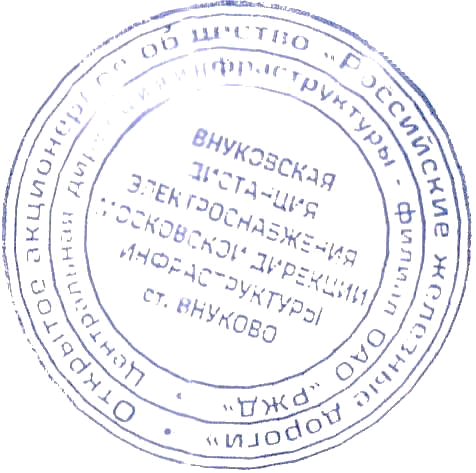 Открытое акционерное общество «Российские железные дороги» •
Центральная дирекция инфраструктуры - филиал ОАО "РЖД" •
ВНУКОВСКАЯ
ДИСТАНЦИЯ
ЭЛЕКТРОСНАБЖЕНИЯ
МОСКОВСКОЙ ДИРЕКЦИИ
ИНФРАСТРУКТУРЫ
ст. ВНУКОВО